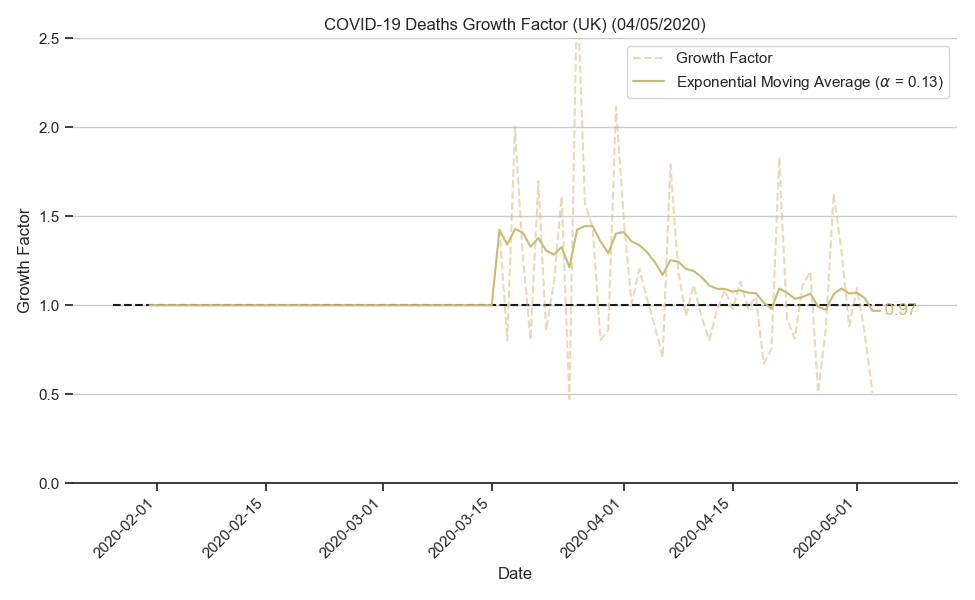 COVID-19 Deaths Growth Factor (UK) (04/05/2020)
Growth Factor
Exponential Moving Average (α = 0.13)
2.5
2.0
1.5
1.0
0.5
0.0
Growth Factor
0.97
2020-02-01
2020-02-15
2020-03-01
2020-03-15
2020-04-01
2020-04-15
2020-05-01
Date